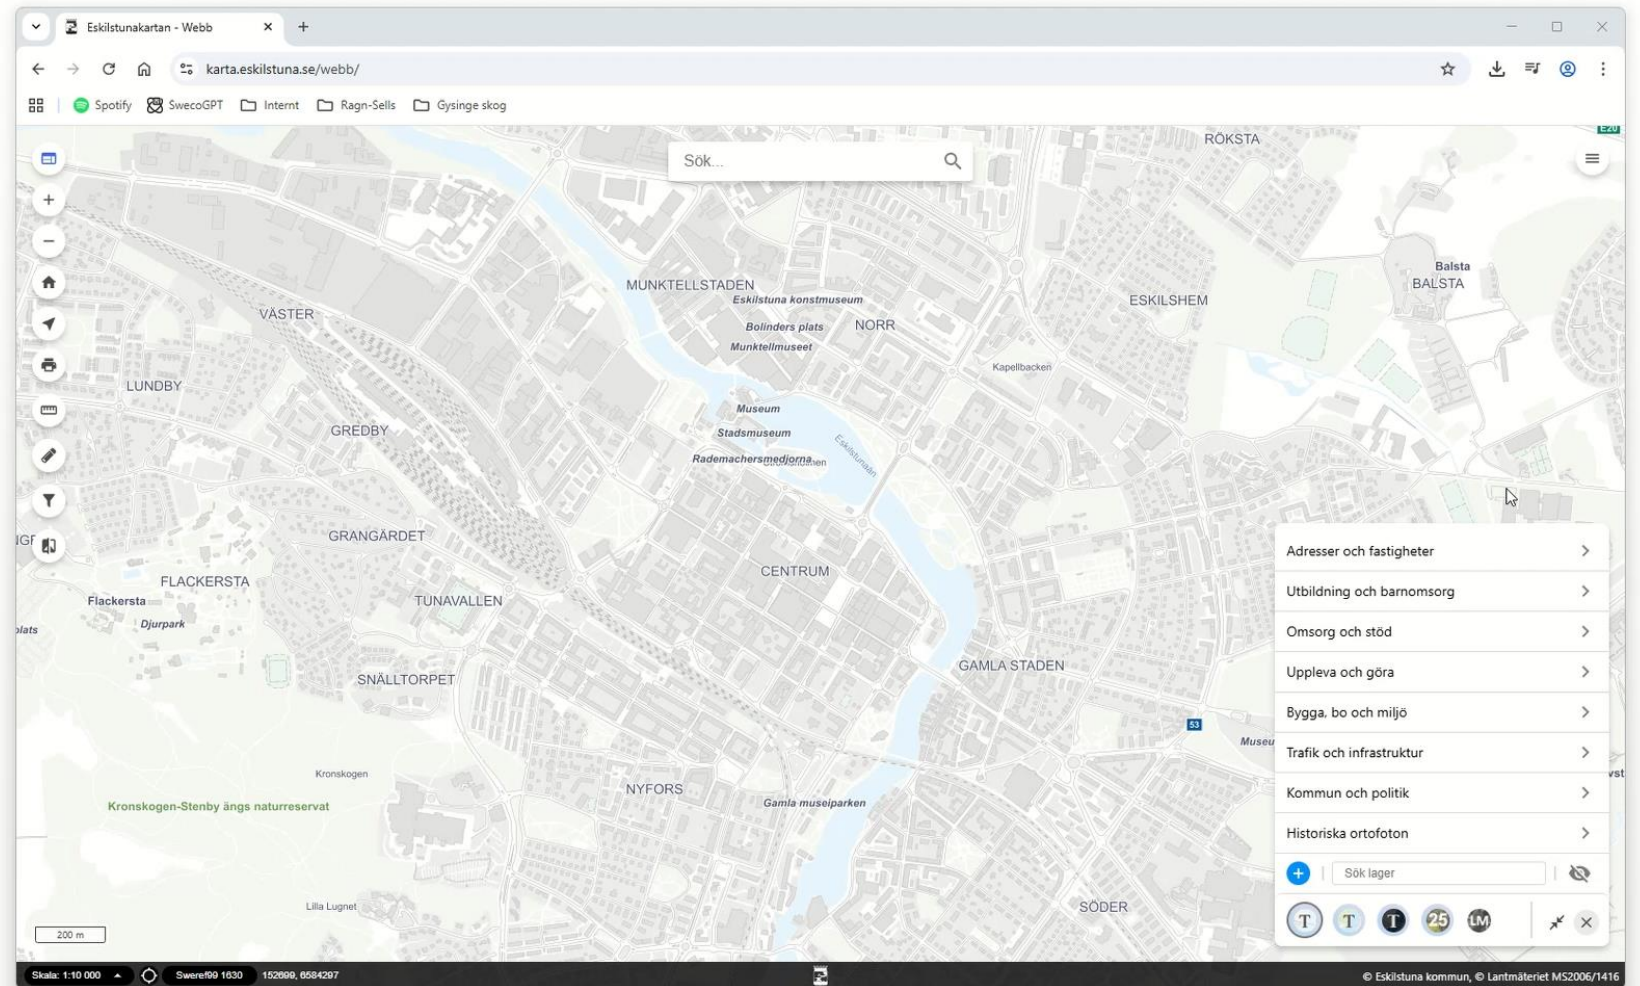 Eskilstunakartan - Webb
karta.eskilstuna.se/webb/
Spotify
SwecoGPT
Internt
Ragn-Sells
Gysinge skog
E20
RÖKSTA
Sök...
Balsta
BALSTA
MUNKTELLSTADEN
Eskilstuna konstmuseum
ESKILSHEM
VÄSTER
Bolinders plats
NORR
Munktellmuseet
Kapellbacken
LUNDBY
Museum
GREDBY
Stadsmuseum
Eskilstunaån
Rademachersmedjorna
GRANGÄRDET
Adresser och fastigheter
CENTRUM
FLACKERSTA
Utbildning och barnomsorg
Flackersta
TUNAVALLEN
Djurpark
plats
Omsorg och stöd
GAMLA STADEN
Uppleva och göra
SNÄLLTORPET
Bygga, bo och miljö
53
Museu
Trafik och infrastruktur
Kronskogen
NYFORS
Kommun och politik
Gamla museiparken
Kronskogen-Stenby ängs naturreservat
Historiska ortofoton
Sök lager
Lilla Lugnet
SÖDER
T
T
T
25
LM
200 m
Skala: 1:10 000
Sweref99 1630
152699, 6584297
© Eskilstuna kommun, © Lantmäteriet MS2006/1416